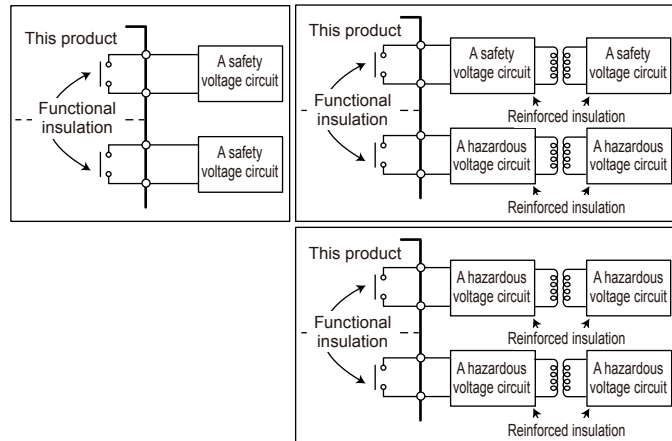 This product
A safety
voltage circuit
Functional
insulation
A safety
voltage circuit
This product
A safety
voltage circuit
A safety
voltage circuit
Reinforced insulation
Functional
insulation
A hazardous
voltage circuit
A hazardous
voltage circuit
Reinforced insulation
This product
A hazardous
voltage circuit
A hazardous
voltage circuit
Reinforced insulation
Functional
insulation
A hazardous
voltage circuit
A hazardous
voltage circuit
Reinforced insulation